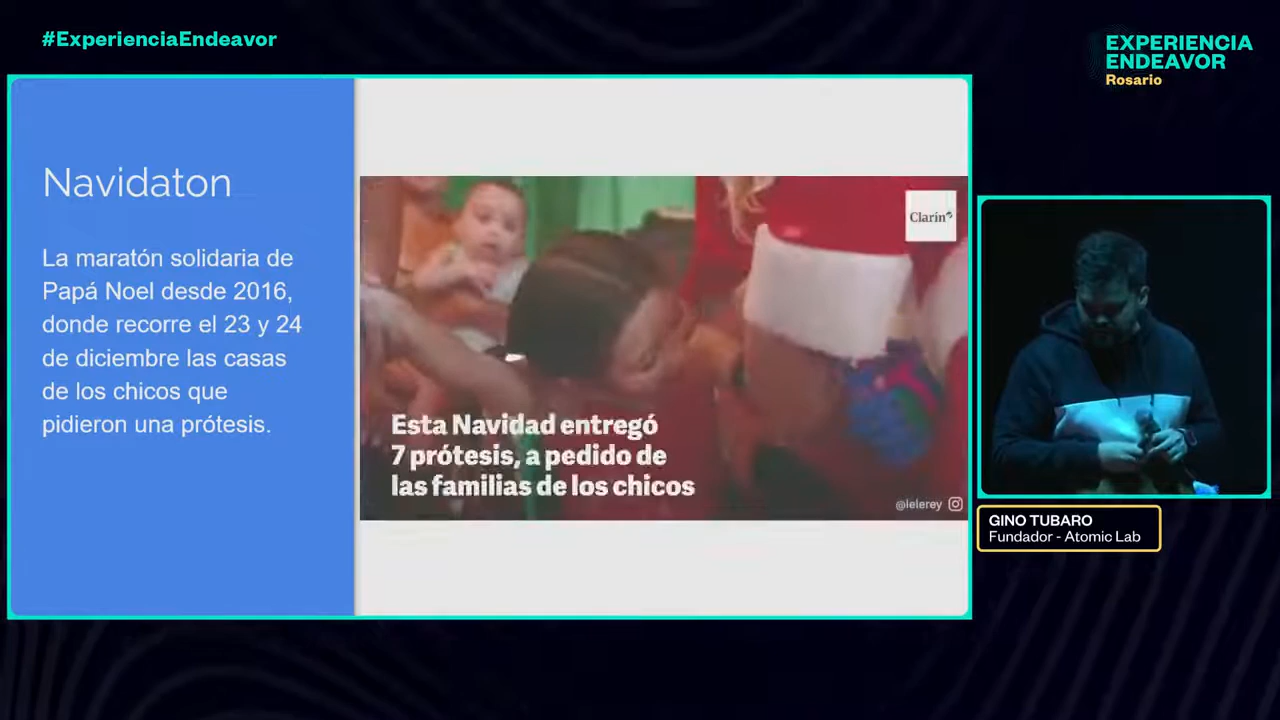 #ExperienciaEndeavor
EXPERIENCIA
ENDEAVOR
Rosario
Navidaton
La maratón solidaria de
Papá Noel desde 2016,
donde recorre el 23 y 24
de diciembre las casas
de los chicos que
pidieron una prótesis.
Clarín
Esta Navidad entregó
7 prótesis, a pedido de
las familias de los chicos
@lelerey
GINO TUBARO
Fundador - Atomic Lab